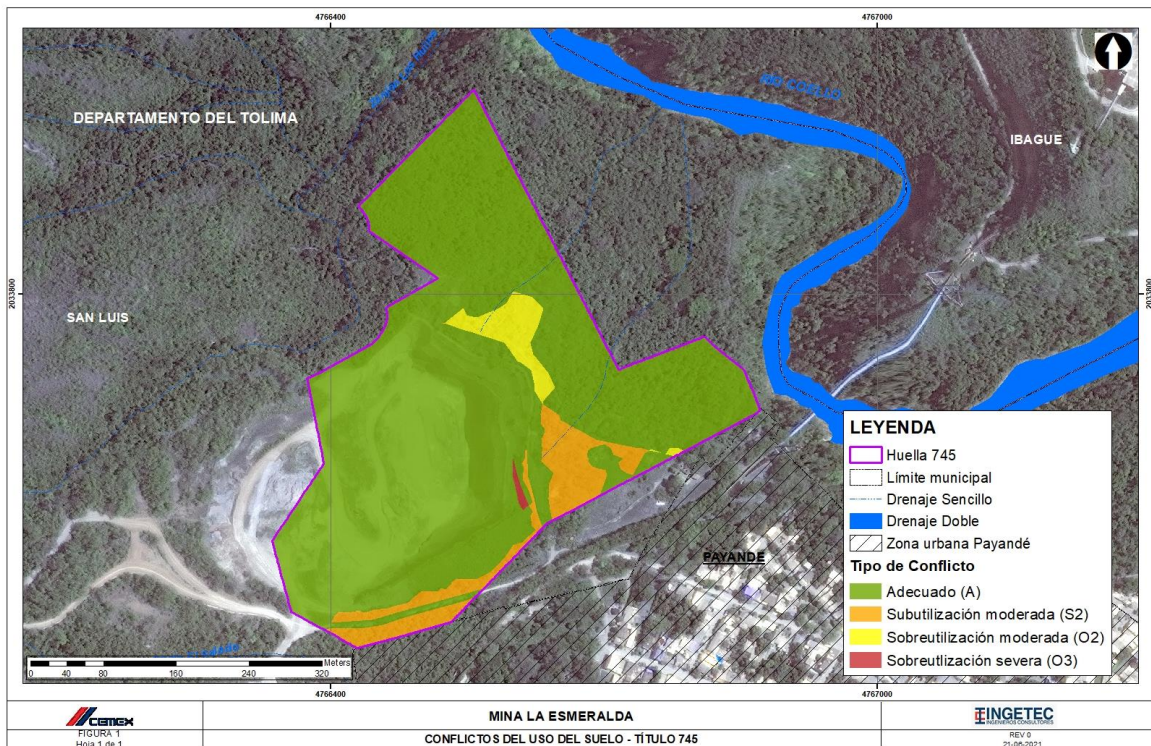 4766400
4767000
RIO COELLO
DEPARTAMENTO DEL TOLIMA
IBAGUE
2033800
2033800
SAN LUIS
LEYENDA
Huella 745
Límite municipal
Drenaje Sencillo
Drenaje Doble
Zona urbana Payandé
Tipo de Conflicto
Adecuado (A)
Subutilización moderada (S2)
Sobreutilización moderada (O2)
Sobreutlización severa (O3)
PAYANDE
Meters
0 40 80 160 240 320
4766400
4767000
CEMEX
FIGURA 1
Hoja 1 de 1
MINA LA ESMERALDA
CONFLICTOS DEL USO DEL SUELO - TÍTULO 745
INGETEC
INGENIEROS CONSULTORES
REV 0
21-06-2021